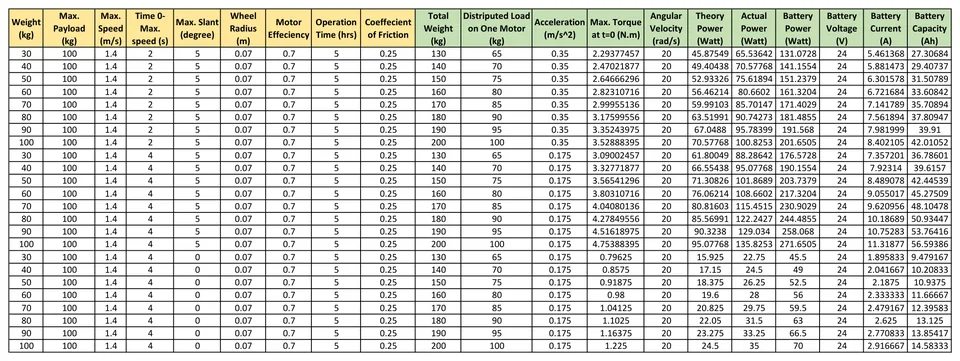 Weight (kg) Max. Payload (kg) Max. Speed (m/s) Time 0-Max. speed (s) Max. Slant (degree) Wheel Radius (m) Motor Effeciency Operation Time (hrs) Coeffecient of Friction Total Weight (kg) Distriputed Load on One Motor (kg) Acceleration (m/s^2) Max. Torque at t=0 (N.m) Angular Velocity (rad/s) Theory Power (Watt) Actual Power (Watt) Battery Power (Watt) Battery Voltage (V) Battery Current (A) Battery Capacity (Ah)
30 100 1.4 2 5 0.07 0.7 5 0.25 130 65 0.35 2.29377457 20 45.87549 65.53642 131.0728 24 5.461368 27.30684
40 100 1.4 2 5 0.07 0.7 5 0.25 140 70 0.35 2.47021877 20 49.40438 70.57768 141.1554 24 5.881473 29.40737
50 100 1.4 2 5 0.07 0.7 5 0.25 150 75 0.35 2.64666296 20 52.93326 75.61894 151.2379 24 6.301578 31.50789
60 100 1.4 2 5 0.07 0.7 5 0.25 160 80 0.35 2.82310716 20 56.46214 80.6602 161.3204 24 6.721684 33.60842
70 100 1.4 2 5 0.07 0.7 5 0.25 170 85 0.35 2.99955136 20 59.99103 85.70147 171.4029 24 7.141789 35.70894
80 100 1.4 2 5 0.07 0.7 5 0.25 180 90 0.35 3.17599556 20 63.51991 90.74273 181.4855 24 7.561894 37.80947
90 100 1.4 2 5 0.07 0.7 5 0.25 190 95 0.35 3.35243975 20 67.0488 95.78399 191.568 24 7.981999 39.91
100 100 1.4 2 5 0.07 0.7 5 0.25 200 100 0.35 3.52888395 20 70.57768 100.8253 201.6505 24 8.402105 42.01052
30 100 1.4 4 5 0.07 0.7 5 0.25 130 65 0.175 3.09002457 20 61.80049 88.28642 176.5728 24 7.357201 36.78601
40 100 1.4 4 5 0.07 0.7 5 0.25 140 70 0.175 3.32771877 20 66.55438 95.07768 190.1554 24 7.92314 39.6157
50 100 1.4 4 5 0.07 0.7 5 0.25 150 75 0.175 3.56541296 20 71.30826 101.8689 203.7379 24 8.489078 42.44539
60 100 1.4 4 5 0.07 0.7 5 0.25 160 80 0.175 3.80310716 20 76.06214 108.6602 217.3204 24 9.055017 45.27509
70 100 1.4 4 5 0.07 0.7 5 0.25 170 85 0.175 4.04080136 20 80.81603 115.4515 230.9029 24 9.620956 48.10478
80 100 1.4 4 5 0.07 0.7 5 0.25 180 90 0.175 4.27849556 20 85.56991 122.2427 244.4855 24 10.18689 50.93447
90 100 1.4 4 5 0.07 0.7 5 0.25 190 95 0.175 4.51618975 20 90.3238 129.034 258.068 24 10.75283 53.76416
100 100 1.4 4 5 0.07 0.7 5 0.25 200 100 0.175 4.75388395 20 95.07768 135.8253 271.6505 24 11.31877 56.59386
30 100 1.4 4 0 0.07 0.7 5 0.25 130 65 0.175 0.79625 20 15.925 22.75 45.5 24 1.895833 9.479167
40 100 1.4 4 0 0.07 0.7 5 0.25 140 70 0.175 0.8575 20 17.15 24.5 49 24 2.041667 10.20833
50 100 1.4 4 0 0.07 0.7 5 0.25 150 75 0.175 0.91875 20 18.375 26.25 52.5 24 2.1875 10.9375
60 100 1.4 4 0 0.07 0.7 5 0.25 160 80 0.175 0.98 20 19.6 28 56 24 2.333333 11.66667
70 100 1.4 4 0 0.07 0.7 5 0.25 170 85 0.175 1.04125 20 20.825 29.75 59.5 24 2.479167 12.39583
80 100 1.4 4 0 0.07 0.7 5 0.25 180 90 0.175 1.1025 20 22.05 31.5 63 24 2.625 13.125
90 100 1.4 4 0 0.07 0.7 5 0.25 190 95 0.175 1.16375 20 23.275 33.25 66.5 24 2.770833 13.85417
100 100 1.4 4 0 0.07 0.7 5 0.25 200 100 0.175 1.225 20 24.5 35 70 24 2.916667 14.58333